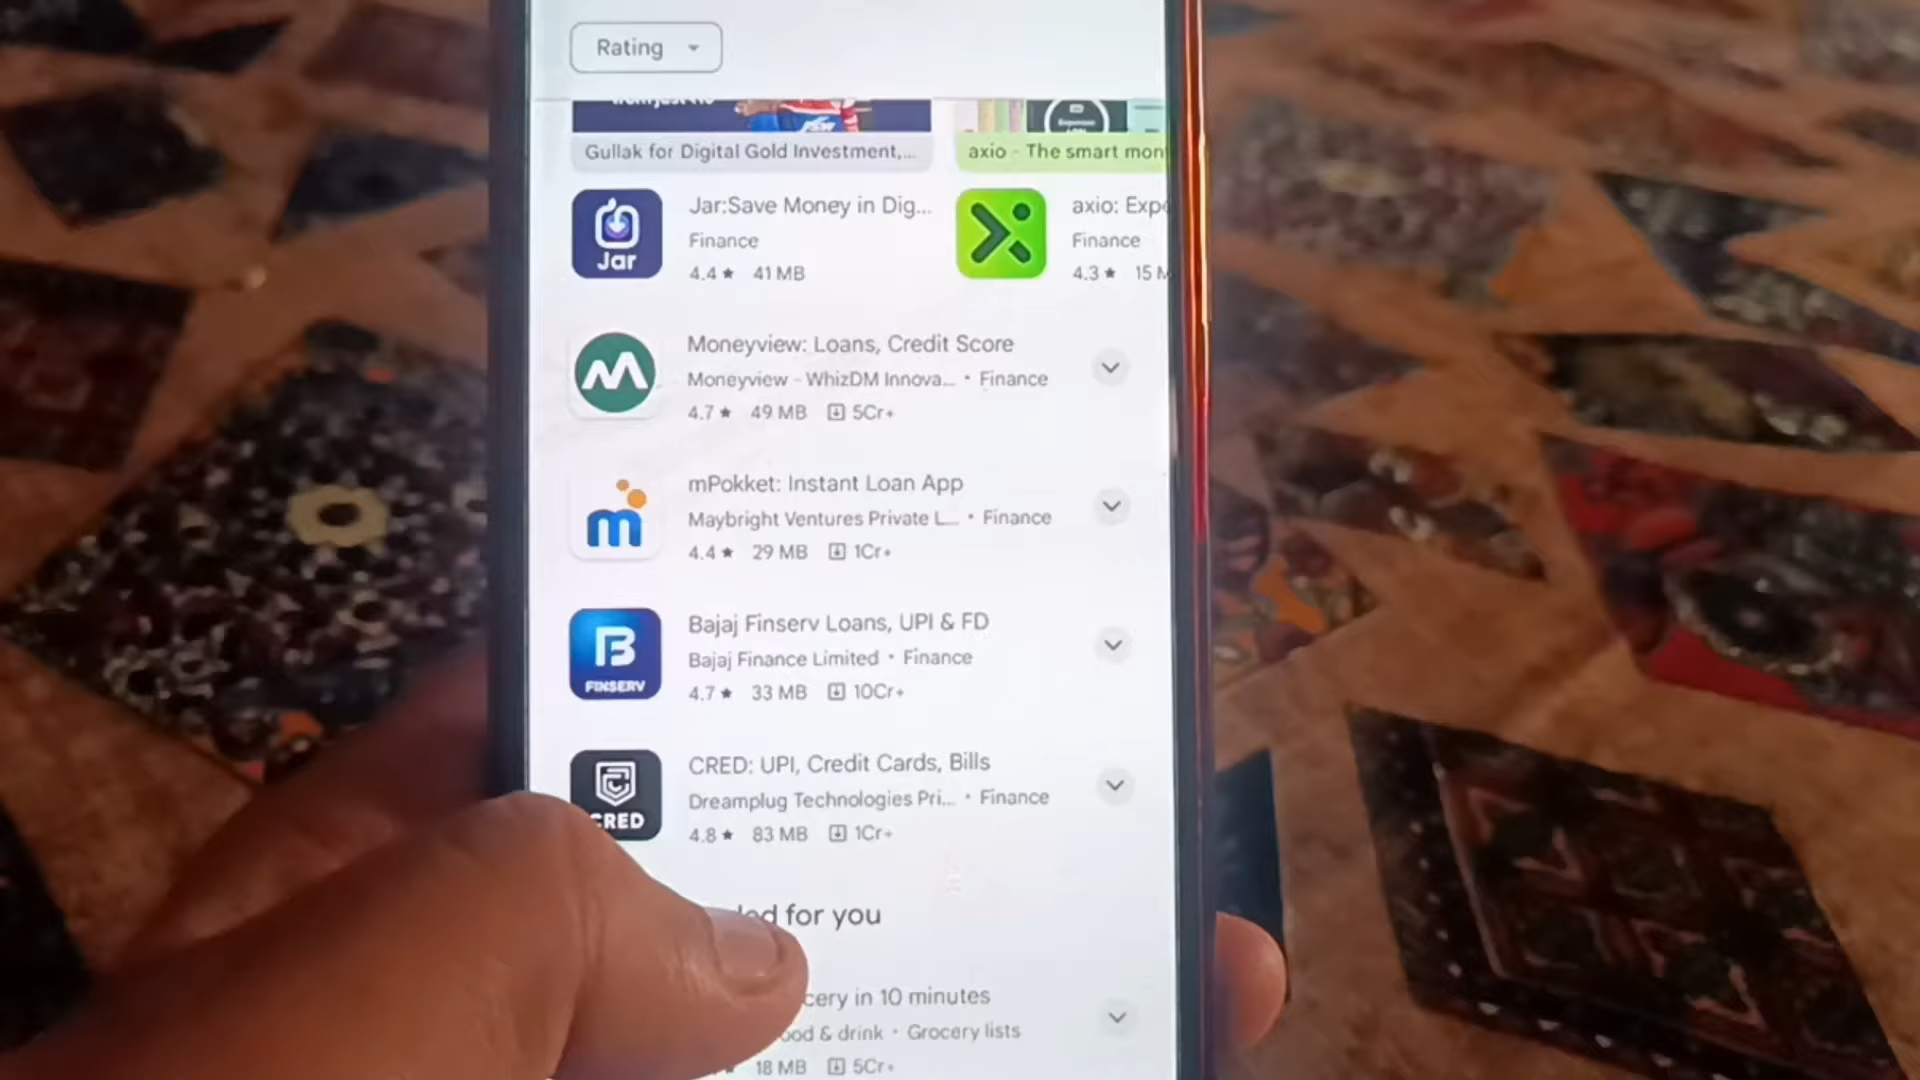 Rating
Gullak for Digital Gold Investment,...
axio - The smart mon
Jar
Jar:Save Money in Dig...
Finance
4.4★ 41 MB
axio: Exp
Finance
4.3★ 15 M
Moneyview: Loans, Credit Score
Moneyview - WhizDM Innova... • Finance
4.7★ 49 MB 5Cr+
mPokket: Instant Loan App
Maybright Ventures Private L... • Finance
4.4★ 29 MB 1Cr+
FINSERV
Bajaj Finserv Loans, UPI & FD
Bajaj Finance Limited • Finance
4.7★ 33 MB 10Cr+
CRED
CRED: UPI, Credit Cards, Bills
Dreamplug Technologies Pri... • Finance
4.8★ 83 MB 1Cr+
for you
in 10 minutes
& drink • Grocery lists
18 MB 5Cr+